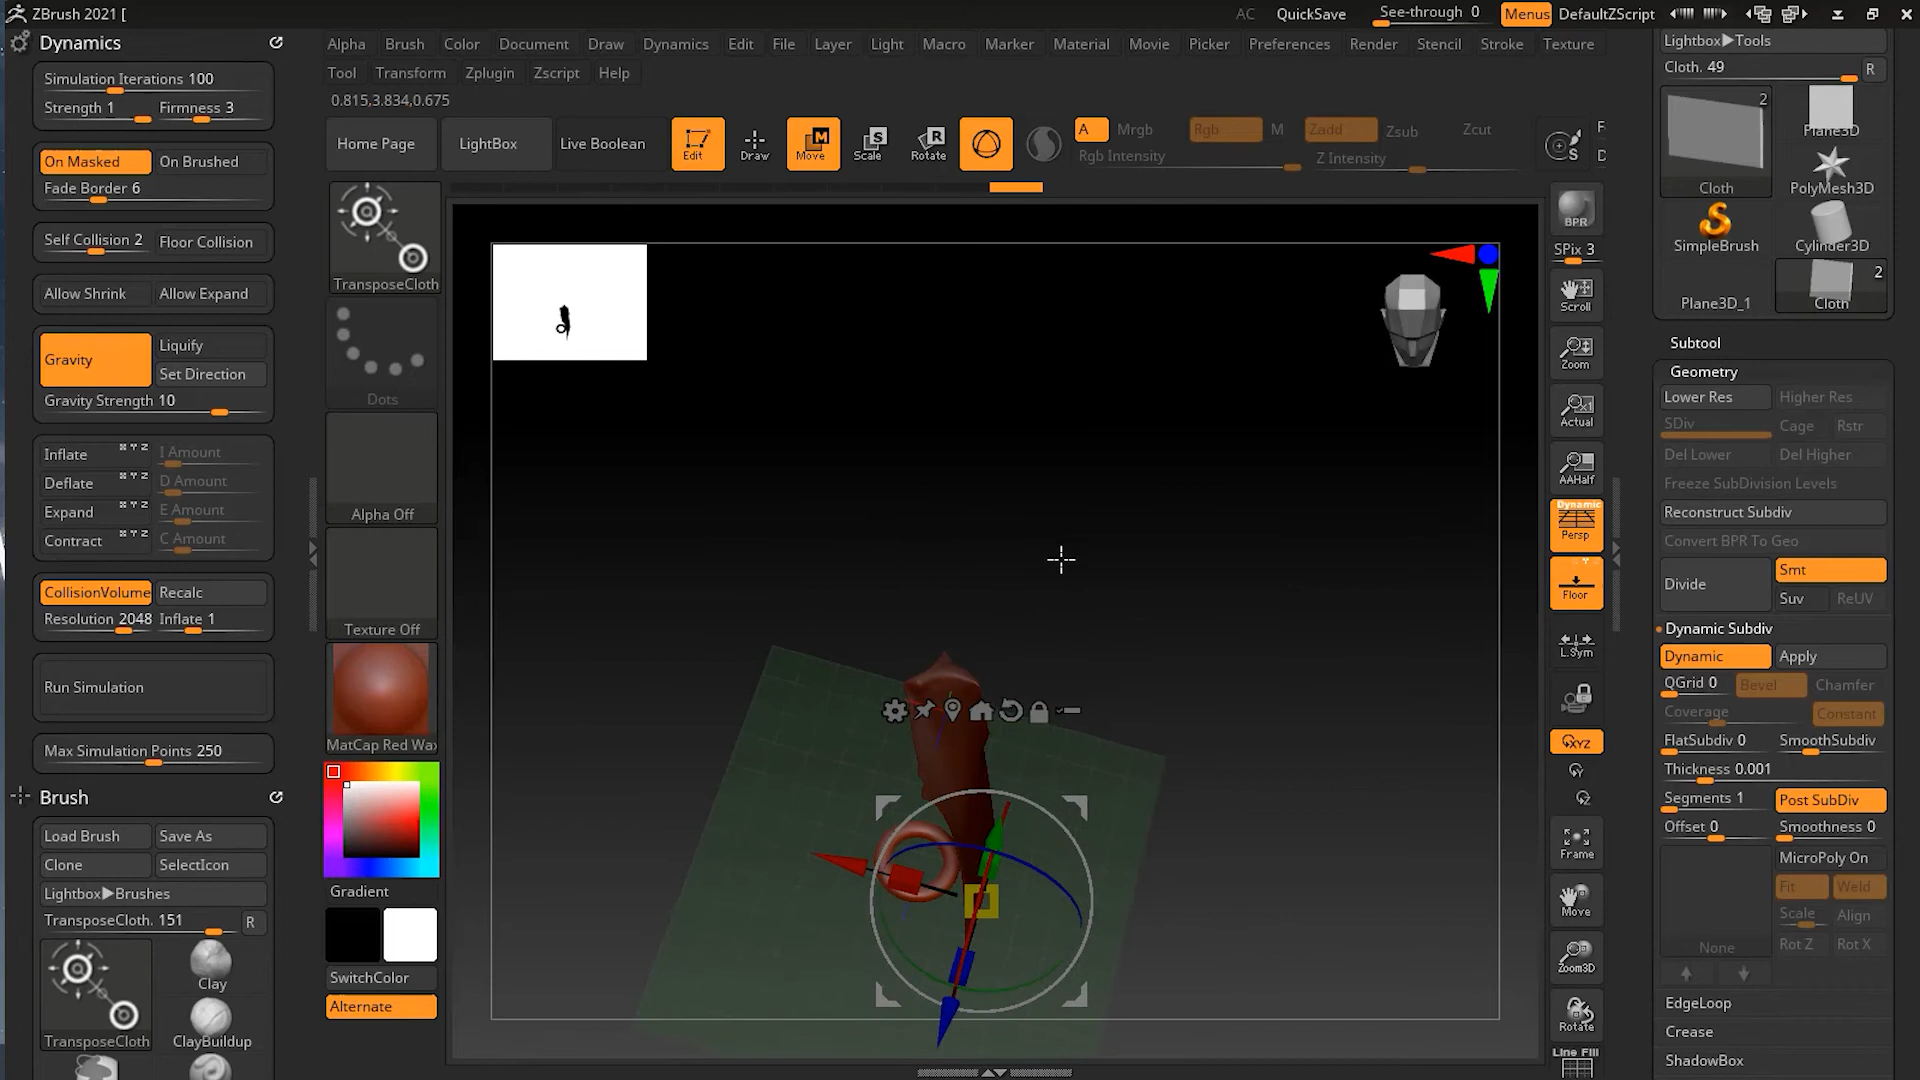 ZBrush 2021 [
AC QuickSave See-through 0 Menus DefaultZScript
Dynamics
Simulation Iterations 100
Strength 1 Firmness 3
On Masked On Brushed
Fade Border 6
Self Collision 2 Floor Collision
Allow Shrink Allow Expand
Gravity
Liquify
Set Direction
Gravity Strength 10
Inflate X Y Z I Amount
Deflate X Y Z D Amount
Expand X Y Z E Amount
Contract X Y Z C Amount
CollisionVolume Recalc
Resolution 2048 Inflate 1
Run Simulation
Max Simulation Points 250
Brush
Load Brush Save As
Clone SelectIcon
Lightbox▶Brushes
TransposeCloth. 151 R
TransposeCloth
Clay
ClayBuildup
Alpha Brush Color Document Draw Dynamics Edit File Layer Light Macro Marker Material Movie Picker Preferences Render Stencil Stroke Texture
Tool Transform Zplugin Zscript Help
0.815,3.834,0.675
Home Page LightBox Live Boolean
Edit Draw Move Scale Rotate
M S R
A Mrgb Rgb M Zadd Zsub Zcut
Rgb Intensity Z Intensity
S
F
D
TransposeCloth
Dots
Alpha Off
Texture Off
MatCap Red Wax
Gradient
SwitchColor
Alternate
BPR
SPix 3
Scroll
Zoom
Actual
AAHalf
Dynamic
Persp
Floor
L.Sym
XYZ
Y
Z
Frame
Move
Zoom3D
Rotate
Line Fill
Lightbox▶Tools
Cloth. 49 R
2
Cloth
Plane3D
PolyMesh3D
SimpleBrush
Cylinder3D
Plane3D_1
2
Cloth
Subtool
Geometry
Lower Res Higher Res
SDiv Cage Rstr
Del Lower Del Higher
Freeze SubDivision Levels
Reconstruct Subdiv
Convert BPR To Geo
Divide
Smt
Suv ReUV
Dynamic Subdiv
Dynamic Apply
QGrid 0 Bevel Chamfer
Coverage Constant
FlatSubdiv 0 SmoothSubdiv
Thickness 0.001
Segments 1 Post SubDiv
Offset 0 Smoothness 0
MicroPoly On
Fit Weld
Scale Align
None
Rot Z Rot X
EdgeLoop
Crease
ShadowBox